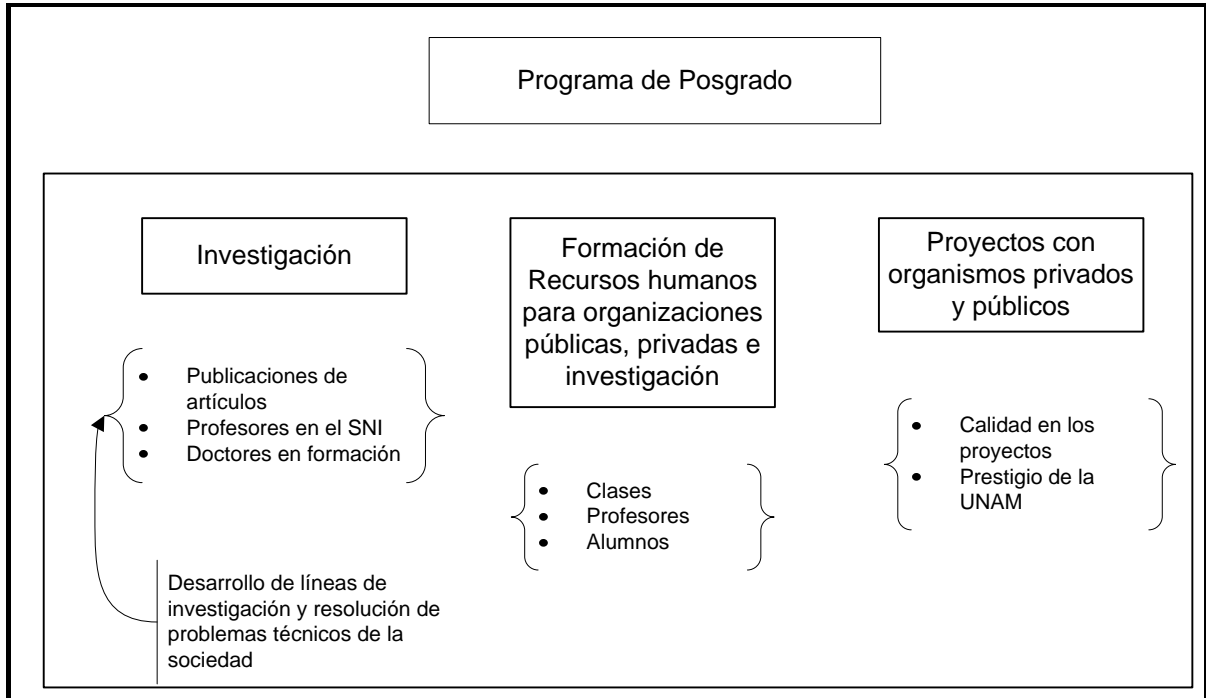 Programa de Posgrado
Investigación
• Publicaciones de
artículos
• Profesores en el SNI
• Doctores en formación
Desarrollo de líneas de
investigación y resolución de
problemas técnicos de la
sociedad
Formación de
Recursos humanos
para organizaciones
públicas, privadas e
investigación
• Clases
• Profesores
• Alumnos
Proyectos con
organismos privados
y públicos
• Calidad en los
proyectos
• Prestigio de la
UNAM